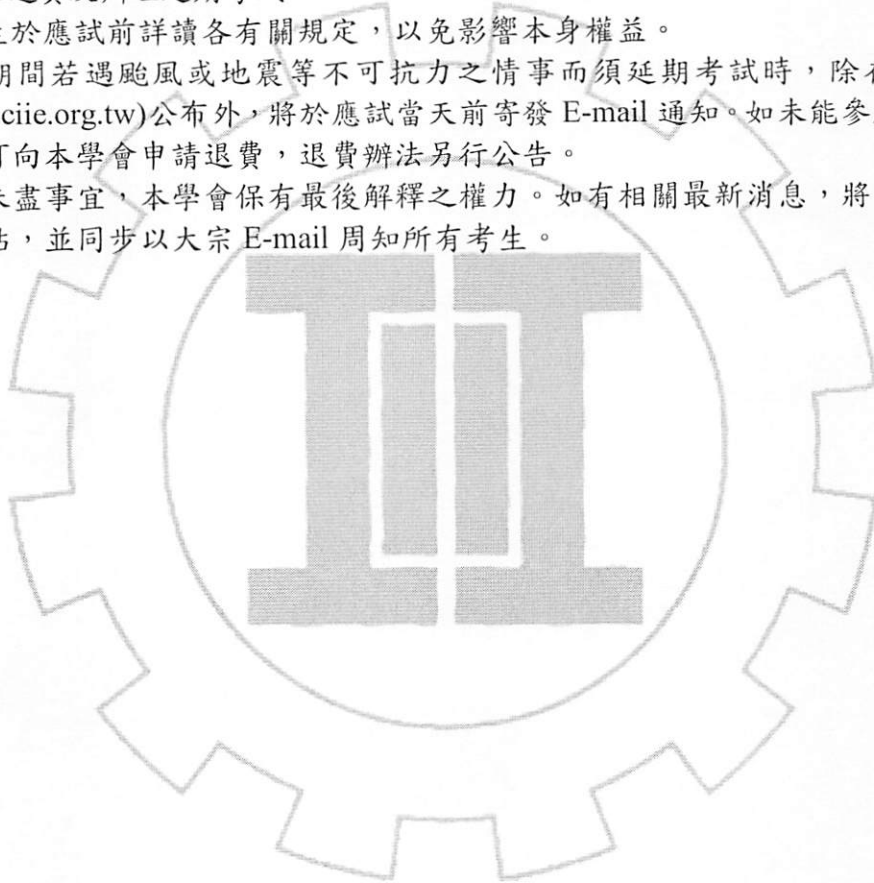 於應試前詳讀各有關規定，以免影響本身權益。
期間若遇颱風或地震等不可抗力之情事而須延期考試時，除
ciie.org.tw)公布外，將於應試當天前寄發 E-mail 通知。如未能參
可向本學會申請退費，退費辦法另行公告。
未盡事宜，本學會保有最後解釋之權力。如有相關最新消息，將
，並同步以大宗 E-mail 周知所有考生。